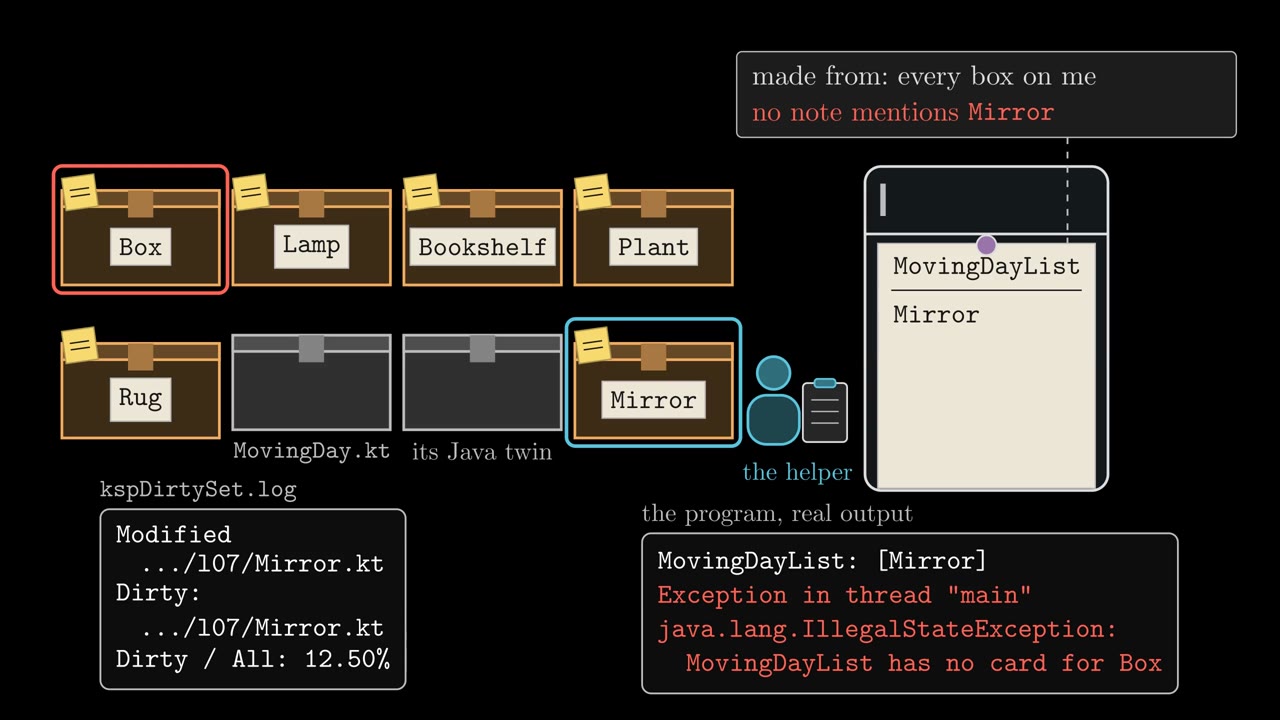 made from: every box on me
no note mentions Mirror
Box
Lamp
Bookshelf
Plant
MovingDayList
Mirror
Rug
Mirror
MovingDay.kt
its Java twin
the helper
kspDirtySet.log
Modified
.../l07/Mirror.kt
Dirty:
.../l07/Mirror.kt
Dirty / All: 12.50%
the program, real output
MovingDayList: [Mirror]
Exception in thread "main"
java.lang.IllegalStateException:
MovingDayList has no card for Box